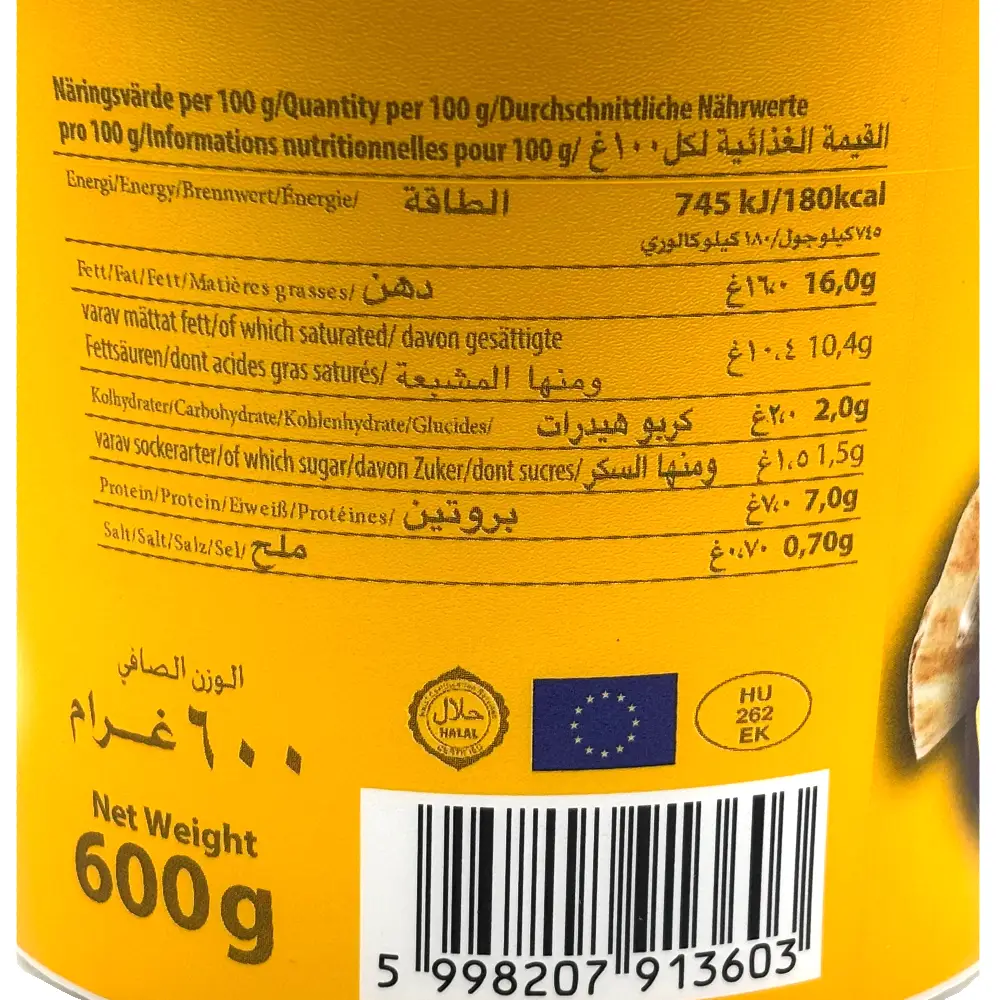 Näringsvärde per 100 g/Quantity per 100 g/Durchschnittliche Nährwerte
pro 100 g/Informations nutritionnelles pour 100 g/ القيمة الغذائية لكل ١٠٠غ
Energi/Energy/Brennwert/Énergie/ الطاقة 745 kJ/180kcal
٧٤٥كيلوجول/١٨٠كيلوكالوري
Fett/Fat/Fett/Matières grasses/ دهن ١٦،٠غ 16,0g
varav mättat fett/of which saturated/ davon gesättigte
Fettsäuren/dont acides gras saturés/ ومنها المشبعة ١٠،٤غ 10,4g
Kolhydrater/Carbohydrate/Kohlenhydrate/Glucides/ كربو هيدرات ٢،٠غ 2,0g
varav sockerarter/of which sugar/davon Zuker/dont sucres/ ومنها السكر ١،٥غ 1,5g
Protein/Protein/Eiweiß/Protéines/ بروتين ٧،٠غ 7,0g
Salt/Salt/Salz/Sel/ ملح ٠،٧٠غ 0,70g
الوزن الصافي
٦٠٠ غرام
Net Weight
600g
حلال
HALAL
CERTIFIED
HU
262
EK
5 998207 913603